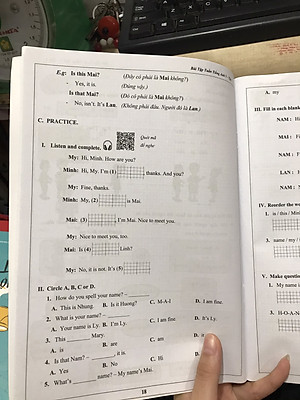 E.g: Is this Mai? (Đây có phải là Mai không?)
- Yes, it is. (Đúng vậy.)
Is that Mai? (Đó có phải là Mai không?)
- No, isn't. It's Lan. (Không phải đâu. Người đó là Lan.)
C. PRACTICE.
Quét mã
để nghe
I. Listen and complete.
My: Hi, Minh. How are you?
Minh: Hi, My. I'm (1) thanks. And you?
My: Fine, thanks.
Minh: My, (2) is Mai.
Mai: (3) I'm Mai. Nice to meet you.
My: Nice to meet you, too.
Mai: Is (4) Linh?
My: No, it is not. It's (5)
II. Circle A, B, C or D.
1. How do you spell your name? –
A. This is Nhung. B. Is it Huong? C. M-A-I D. I am fine.
2. What is your name? –
A. Your name is Ly. B. I'm Ly. C. I am fine. D. It's Ly.
3. This Mary.
A. is B. are C. am D.
4. Is that Nam? – , it is.
A. Yes B. No C. Hi D.
5. What's name? – My name's Mai.
18
A. my
III. Fill in each blank
NAM :
MAI :
NAM :
NAM :
IV. Reorder the
1. is / this /
3. name / my /
V. Make
1. My name
3. H-O-A-N